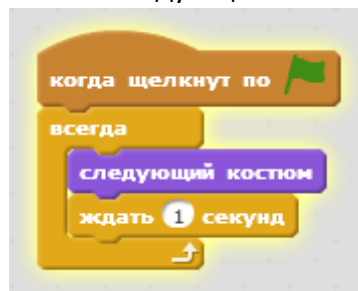 когда щелкнут по
всегда
следующий костюм
ждать 1 секунд